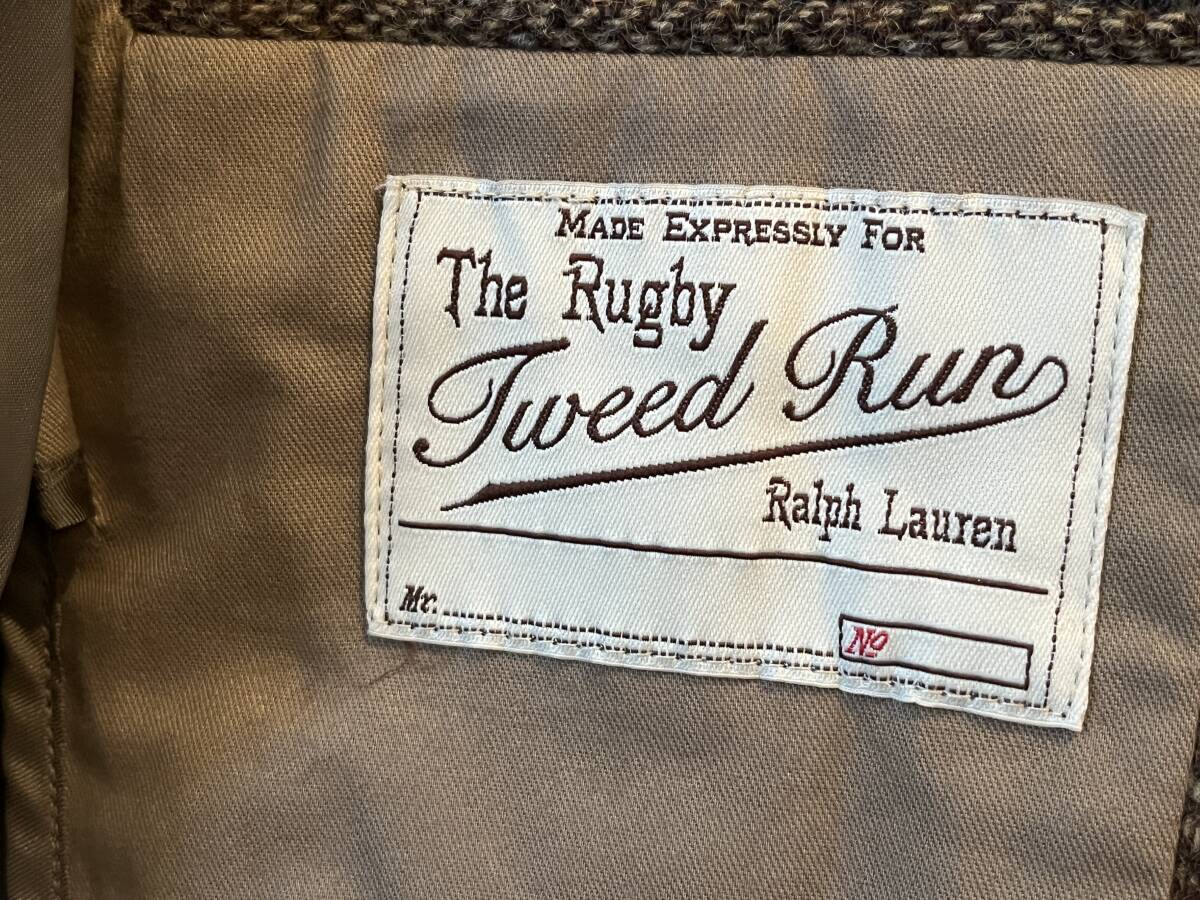 MADE EXPRESSLY FOR
The Rugby
Tweed Run
Ralph Lauren
Mr.
Nº